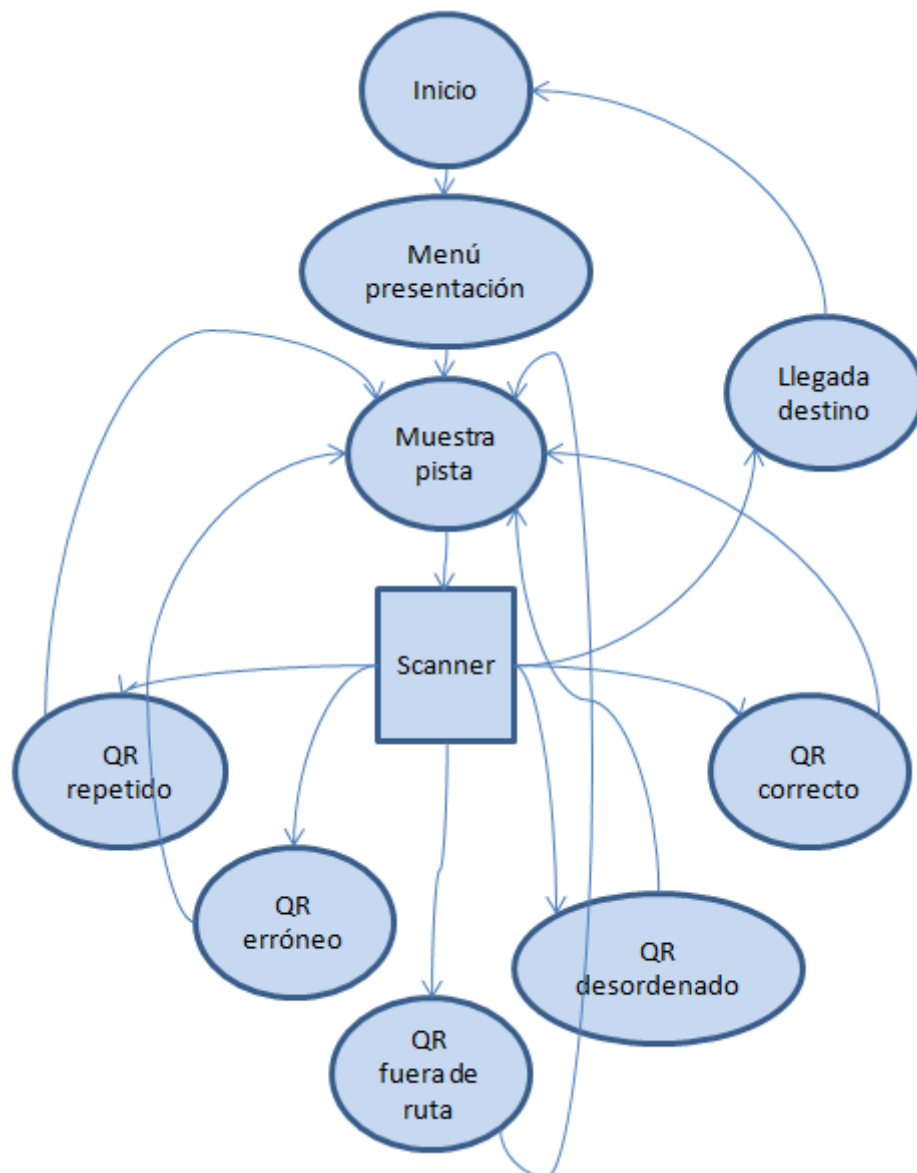 Inicio
Menú
presentación
Llegada
destino
Muestra
pista
Scanner
QR
repetido
QR
correcto
QR
erróneo
QR
desordenado
QR
fuera de
ruta